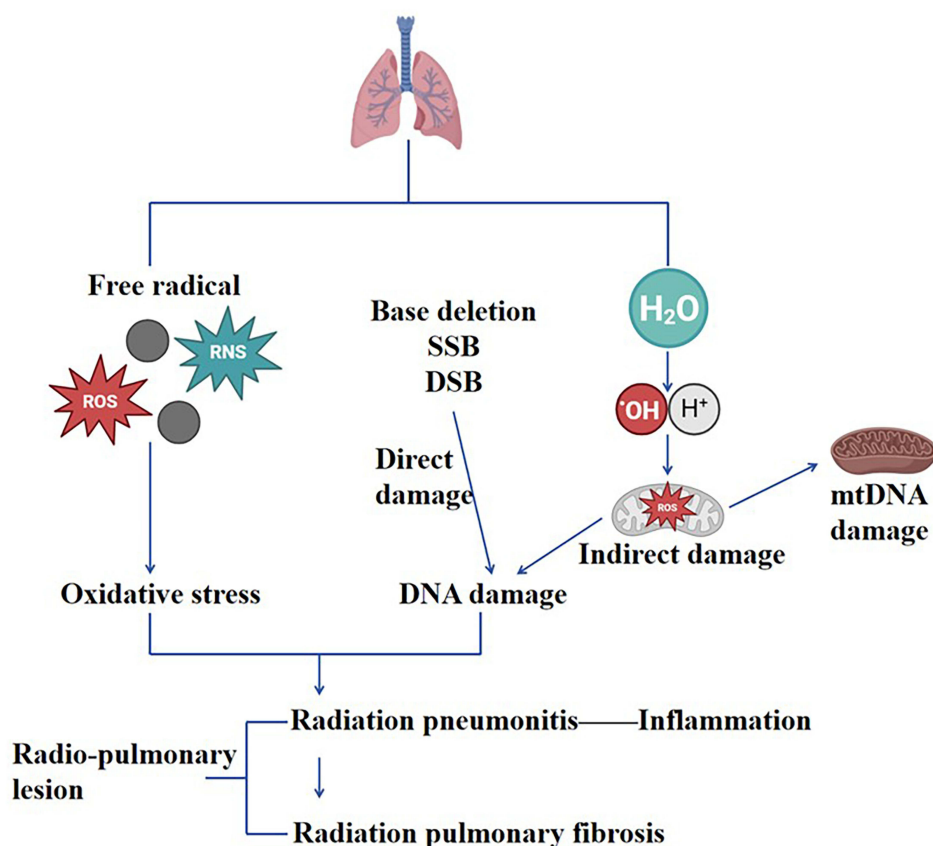 Free radical
RNS
ROS
Base deletion
SSB
DSB
H₂O
·OH
H⁺
Direct
damage
ROS
mtDNA
damage
Indirect damage
Oxidative stress
DNA damage
Radiation pneumonitis
Inflammation
Radio-pulmonary
lesion
Radiation pulmonary fibrosis